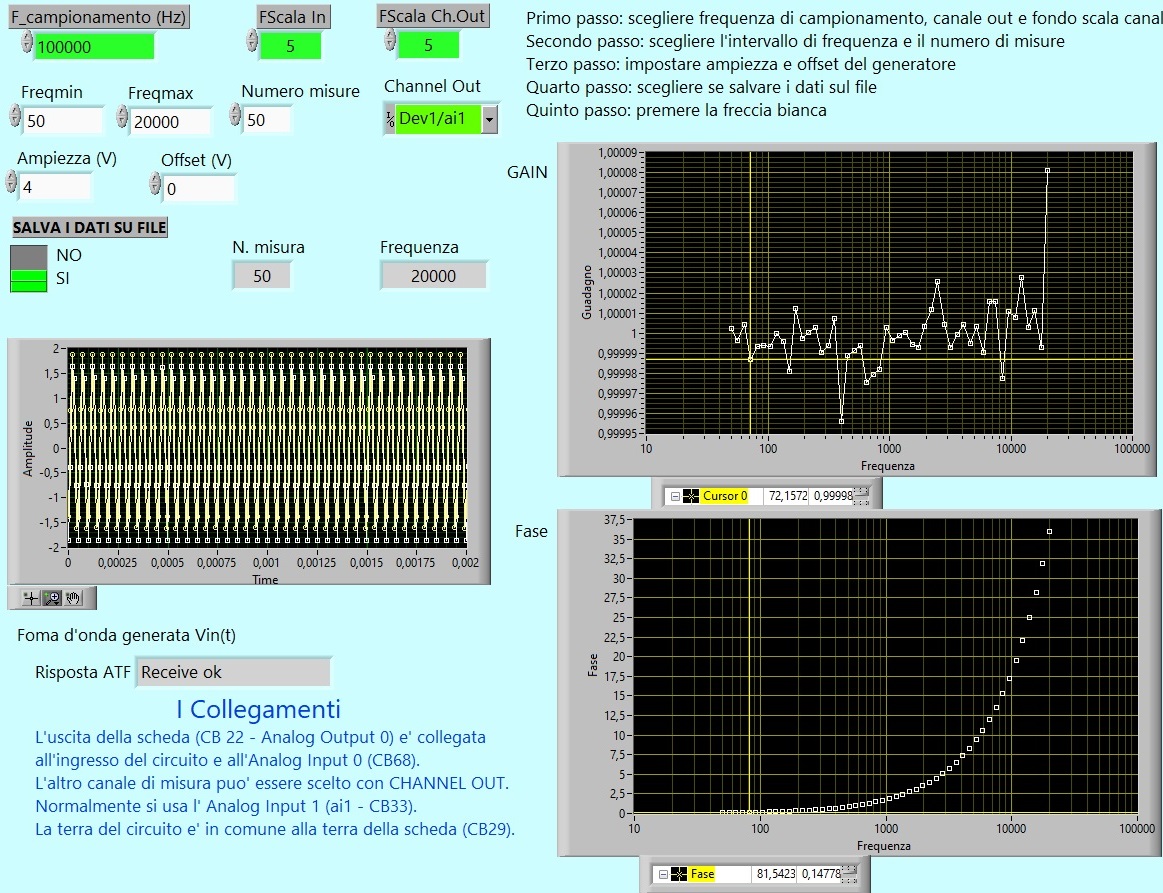 F_campionamento (Hz)
100000
FScala In
5
FScala Ch.Out
5
Primo passo: scegliere frequenza di campionamento, canale out e fondo scala canal
Secondo passo: scegliere l'intervallo di frequenza e il numero di misure
Terzo passo: impostare ampiezza e offset del generatore
Quarto passo: scegliere se salvare i dati sul file
Quinto passo: premere la freccia bianca
Freqmin
50
Freqmax
20000
Numero misure
50
Channel Out
I/O Dev1/ai1
Ampiezza (V)
4
Offset (V)
0
SALVA I DATI SU FILE
NO
SI
N. misura
50
Frequenza
20000
GAIN
Guadagno
1,00009
1,00008
1,00007
1,00006
1,00005
1,00004
1,00003
1,00002
1,00001
1
0,99999
0,99998
0,99997
0,99996
0,99995
10 100 1000 10000 100000
Frequenza
Cursor 0 72,1572 0,99998
Amplitude
2
1,5
1
0,5
0
-0,5
-1
-1,5
-2
0 0,00025 0,0005 0,00075 0,001 0,00125 0,0015 0,00175 0,002
Time
Fase
Fase
37,5
35
32,5
30
27,5
25
22,5
20
17,5
15
12,5
10
7,5
5
2,5
0
10 100 1000 10000 100000
Frequenza
Fase 81,5423 0,14778
Foma d'onda generata Vin(t)
Risposta ATF Receive ok
I Collegamenti
L'uscita della scheda (CB 22 - Analog Output 0) e' collegata
all'ingresso del circuito e all'Analog Input 0 (CB68).
L'altro canale di misura puo' essere scelto con CHANNEL OUT.
Normalmente si usa l' Analog Input 1 (ai1 - CB33).
La terra del circuito e' in comune alla terra della scheda (CB29).